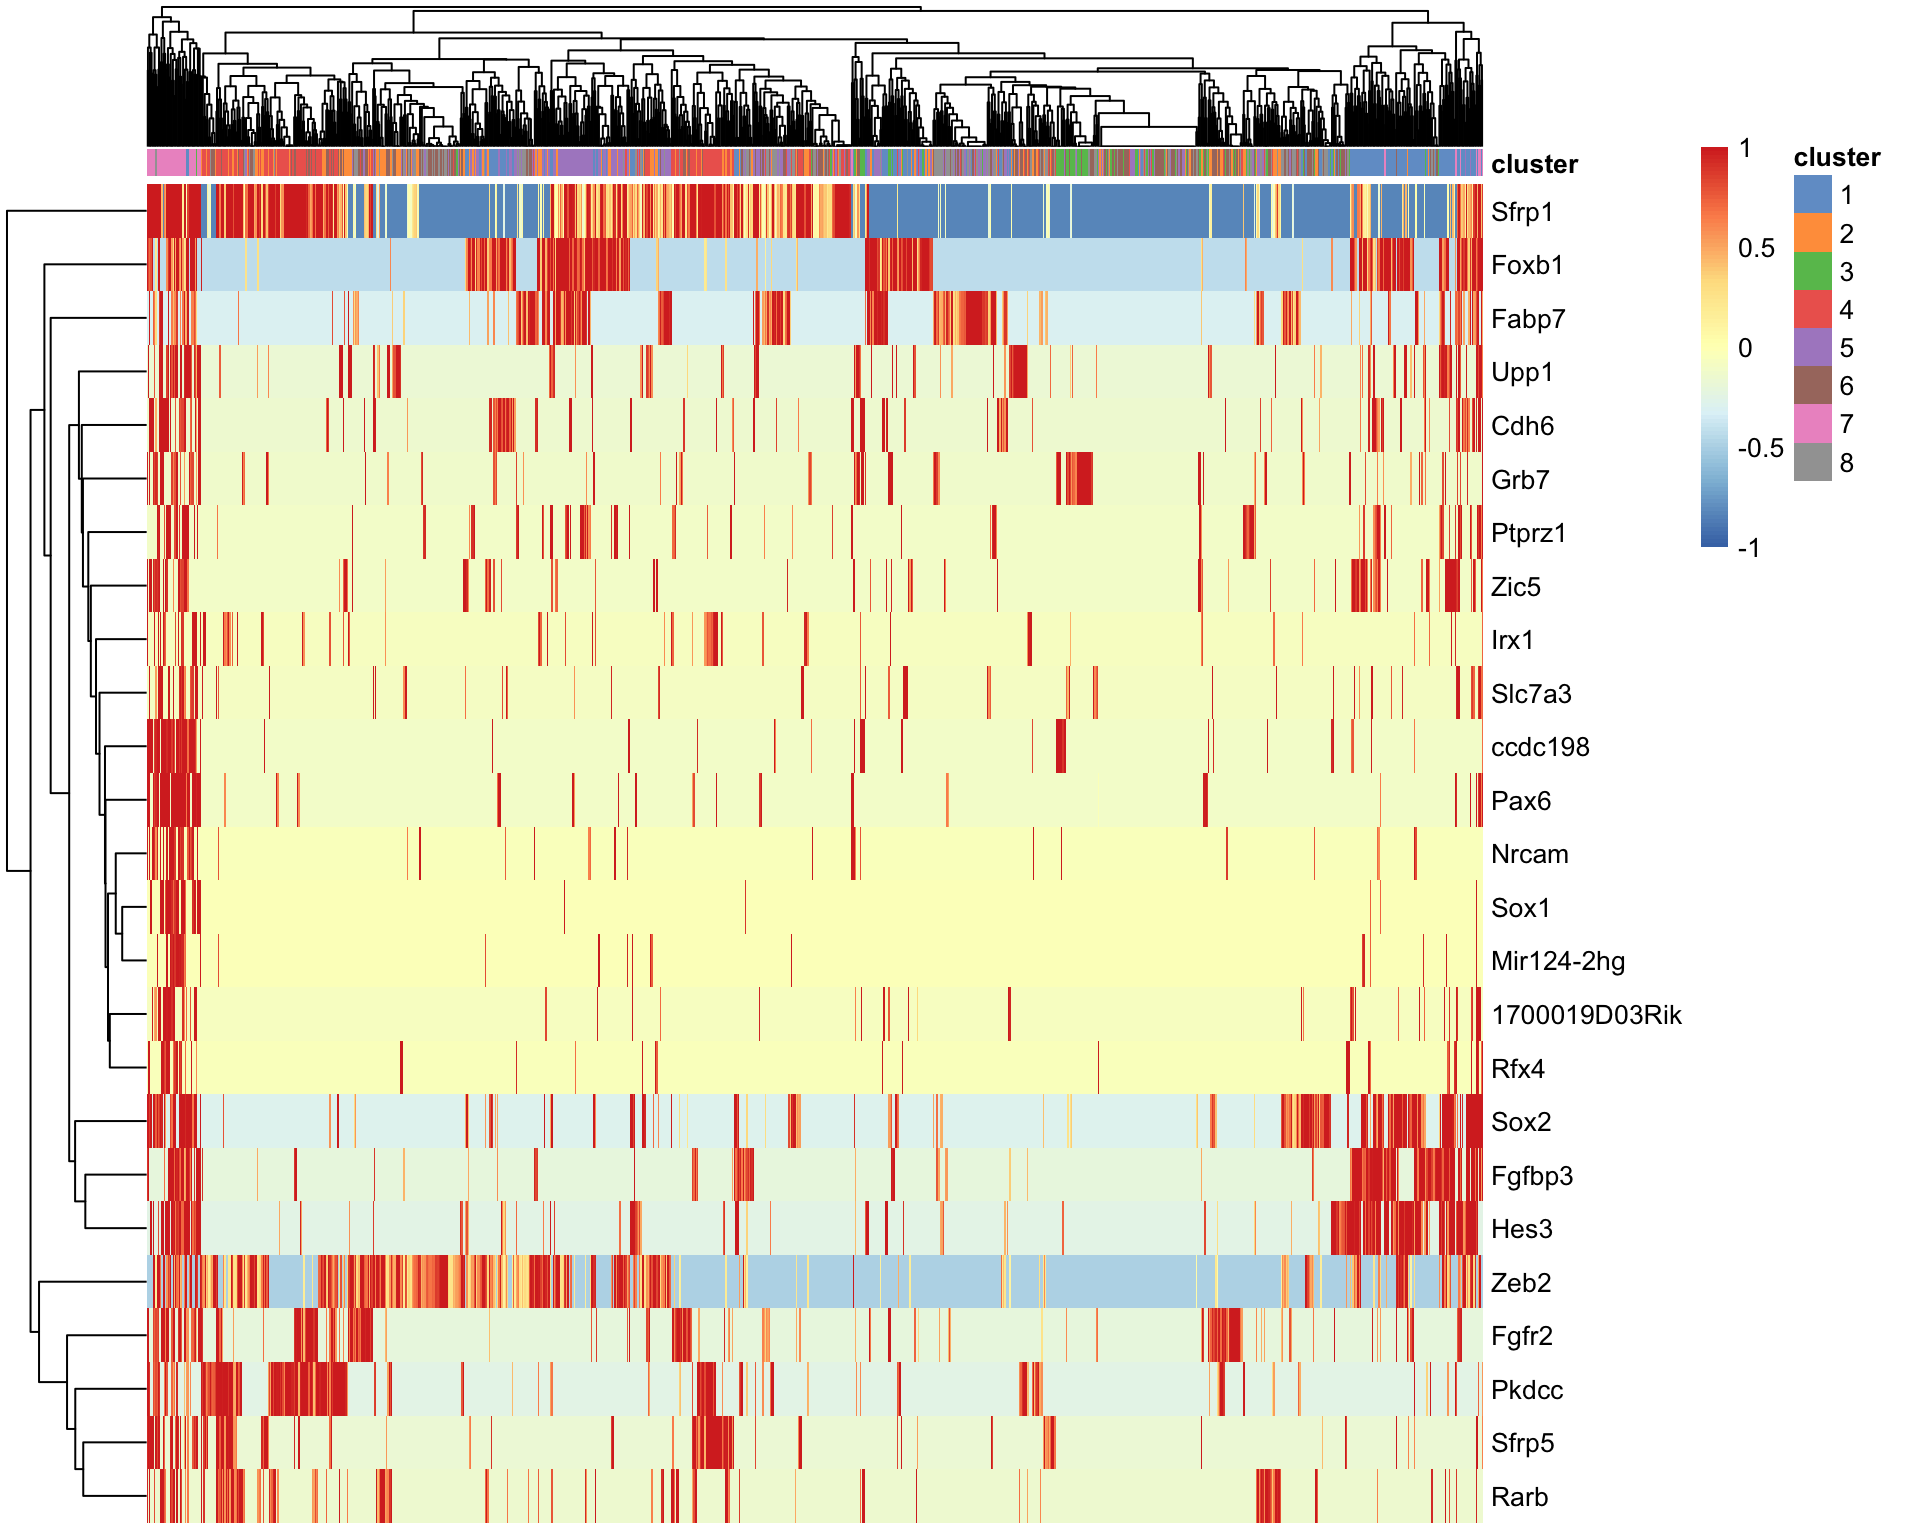 cluster
Sfrp1
Foxb1
Fabp7
Upp1
Cdh6
Grb7
Ptprz1
Zic5
Irx1
Slc7a3
ccdc198
Pax6
Nrcam
Sox1
Mir124-2hg
1700019D03Rik
Rfx4
Sox2
Fgfbp3
Hes3
Zeb2
Fgfr2
Pkdcc
Sfrp5
Rarb
1
0.5
0
-0.5
-1
cluster
1
2
3
4
5
6
7
8